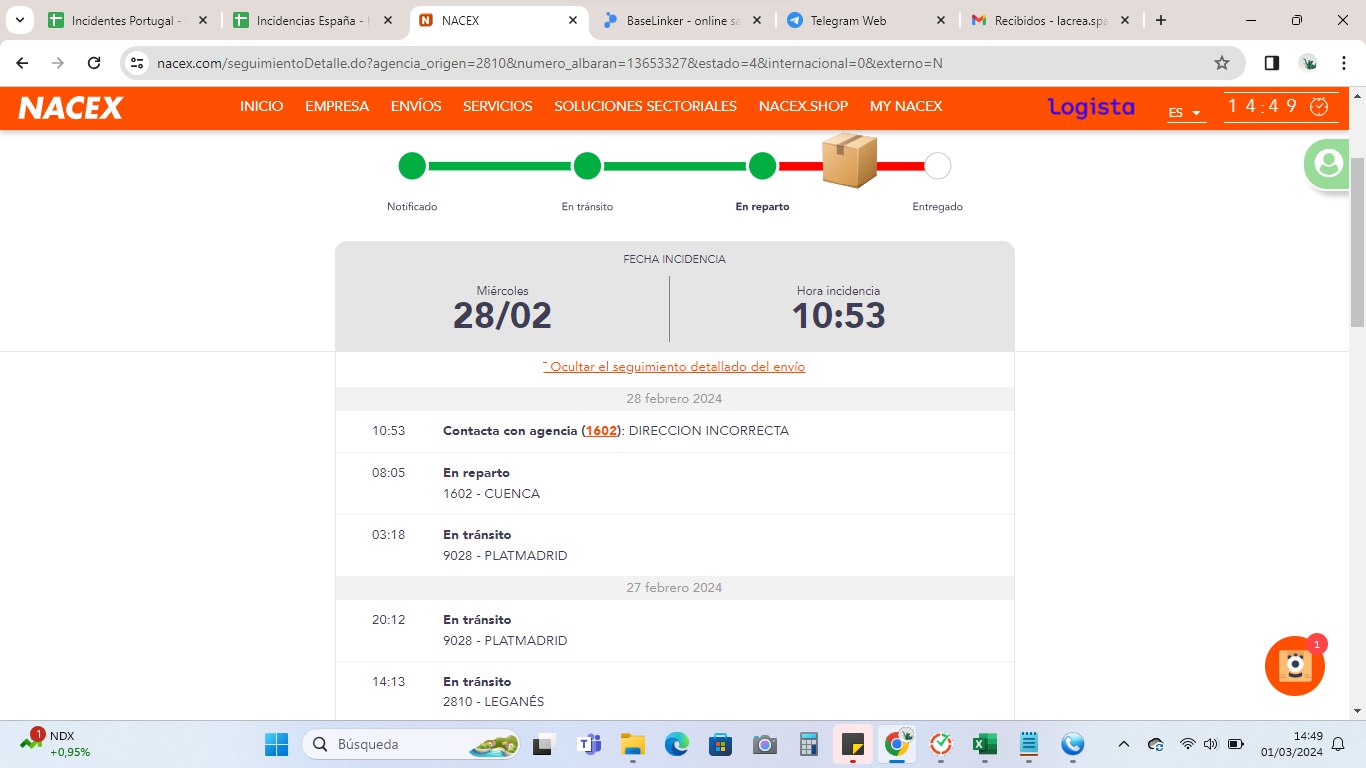 Incidentes Portugal -
Incidencias España - H
NACEX
BaseLinker - online sa
Telegram Web
Recibidos - lacrea.spa
nacex.com/seguimientoDetalle.do?agencia_origen=2810&numero_albaran=13653327&estado=4&internacional=0&externo=N
NACEX
INICIO
EMPRESA
ENVÍOS
SERVICIOS
SOLUCIONES SECTORIALES
NACEX.SHOP
MY NACEX
logista
ES
14:49
Notificado
En tránsito
En reparto
Entregado
FECHA INCIDENCIA
Miércoles
28/02
Hora incidencia
10:53
ˉ Ocultar el seguimiento detallado del envío
28 febrero 2024
10:53 Contacta con agencia (1602): DIRECCION INCORRECTA
08:05 En reparto
1602 - CUENCA
03:18 En tránsito
9028 - PLATMADRID
27 febrero 2024
20:12 En tránsito
9028 - PLATMADRID
14:13 En tránsito
2810 - LEGANÉS
1
1
NDX
+0,95%
Búsqueda
14:49
01/03/2024